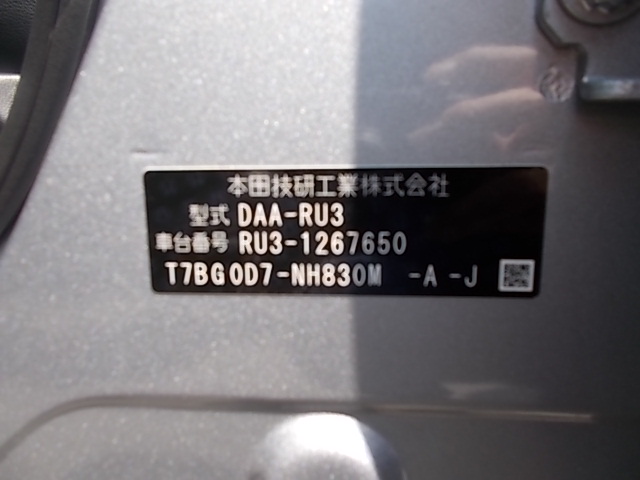 本田技研工業株式会社
型式 DAA-RU3
車台番号 RU3-1267650
T7BG0D7-NH830M -A -J